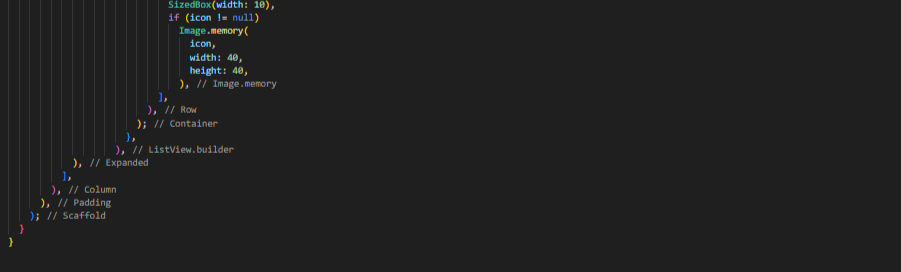 SizedBox(width: 10),
if (icon != null)
Image.memory(
icon,
width: 40,
height: 40,
), // Image.memory
],
), // Row
); // Container
},
), // ListView.builder
), // Expanded
],
), // Column
), // Padding
); // Scaffold
}
}